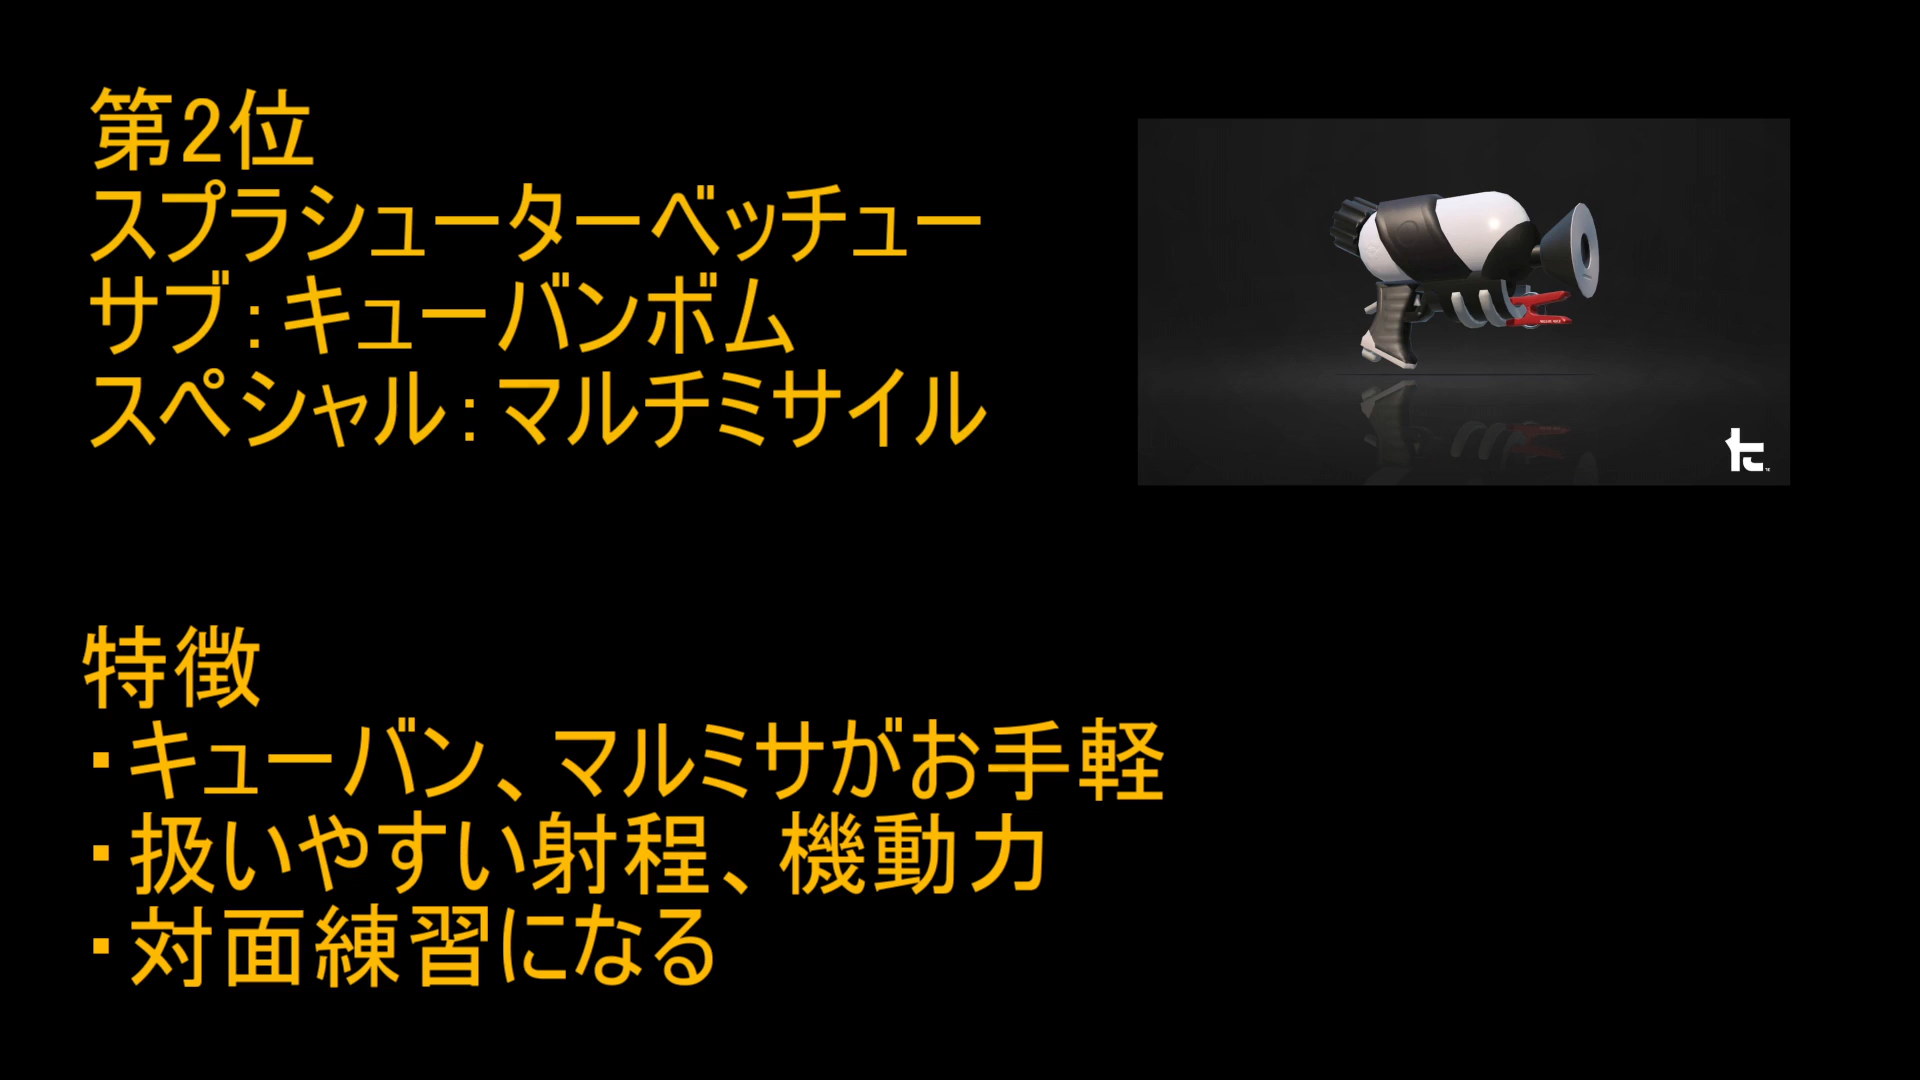 第2位
スプラシューターベッチュー
サブ：キューバンボム
スペシャル：マルチミサイル
特徴
・キューバン、マルミサがお手軽
・扱いやすい射程、機動力
・対面練習になる